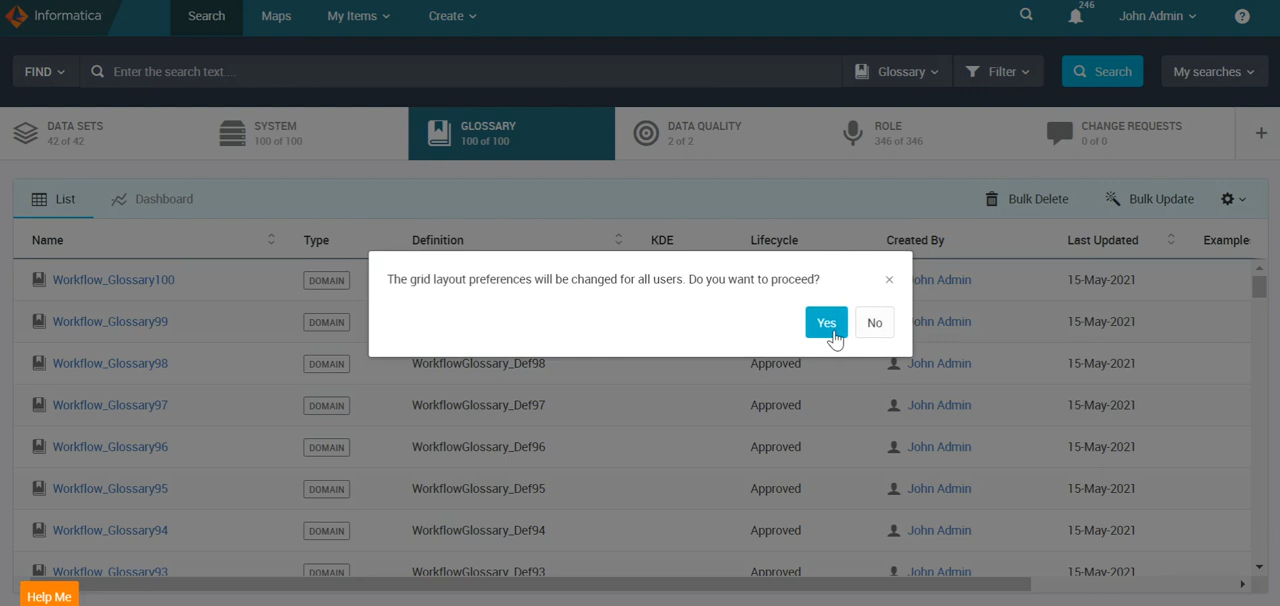 Informatica Search Maps My Items Create 246 John Admin ?
FIND Enter the search text.... Glossary Filter Search My searches
DATA SETS SYSTEM GLOSSARY DATA QUALITY ROLE CHANGE REQUESTS
42 of 42 100 of 100 100 of 100 2 of 2 346 of 346 0 of 0 +
List Dashboard Bulk Delete Bulk Update
Name Type Definition KDE Lifecycle Created By Last Updated Examples
The grid layout preferences will be changed for all users. Do you want to proceed? ×
Workflow_Glossary100 DOMAIN ohn Admin 15-May-2021
Yes No
Workflow_Glossary99 DOMAIN ohn Admin 15-May-2021
Workflow_Glossary98 DOMAIN WorkflowGlossary_Def98 Approved John Admin 15-May-2021
Workflow_Glossary97 DOMAIN WorkflowGlossary_Def97 Approved John Admin 15-May-2021
Workflow_Glossary96 DOMAIN WorkflowGlossary_Def96 Approved John Admin 15-May-2021
Workflow_Glossary95 DOMAIN WorkflowGlossary_Def95 Approved John Admin 15-May-2021
Workflow_Glossary94 DOMAIN WorkflowGlossary_Def94 Approved John Admin 15-May-2021
Workflow_Glossary93 DOMAIN WorkflowGlossary_Def93 Approved John Admin 15-May-2021
Help Me